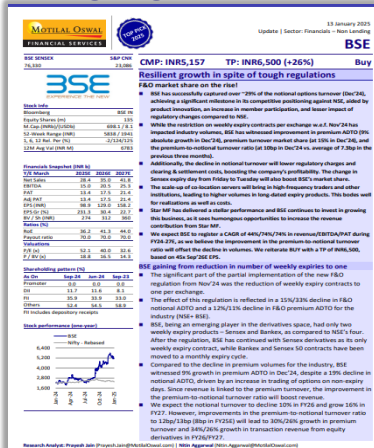 13 January 2025
Update | Sector: Financials – Non Lending
MOTILAL OSWAL
FINANCIAL SERVICES
TOP PICK
2025
BSE
BSE SENSEX
S&P CNX
76,330
23,086
CMP: INR5,157
TP: INR6,500 (+26%)
Buy
BSE
EXPERIENCE THE NEW
Stock Info
Bloomberg
BSE IN
Equity Shares (m)
135
M.Cap.(INRb)/(USDb)
698.1 / 8.1
52-Week Range (INR)
5838 / 1941
1, 6, 12 Rel. Per (%)
-2/124/125
12M Avg Val (INR M)
6783
Financials Snapshot (INR b)
Y/E March
2025E
2026E
2027E
Net Sales
28.4
35.0
41.8
EBITDA
15.0
20.5
25.3
PAT
13.4
17.5
21.4
Adj PAT
13.4
17.5
21.4
EPS (INR)
98.9
129.0
158.2
EPS Gr (%)
231.3
30.4
22.7
BV / Sh (INR)
274
312
360
Ratios (%)
RoE
36.2
41.3
44.0
Payout ratio
70.0
70.0
70.0
Valuations
P/E (x)
52.1
40.0
32.6
P / BV (x)
18.8
16.5
14.3
Shareholding pattern (%)
As On
Sep-24
Jun-24
Sep-23
Promoter
0.0
0.0
0.0
DII
11.7
11.6
8.1
FII
35.9
33.9
33.0
Others
52.4
54.5
58.9
FII includes depository receipts
Stock performance (one-year)
BSE
Nifty - Rebased
6,400
5,200
4,000
2,800
1,600
Jan-24
Apr-24
Jul-24
Oct-24
Jan-25
Resilient growth in spite of tough regulations
F&O market share on the rise!
BSE has successfully captured over ~29% of the notional options turnover (Dec'24),
achieving a significant milestone in its competitive positioning against NSE, aided by
product innovation, an increase in member participation, and lesser impact of
regulatory changes compared to NSE.
While the restriction on weekly contracts per exchange w.e.f. Nov'24 has
impacted industry volumes, BSE has witnessed improvement in premium ADTO (9%
absolute growth in Dec'24), premium turnover market share (at 15% in Dec'24), and
the premium-to-notional turnover ratio (at 10bp in Dec'24 vs. average of 7.3bp in the
previous three months).
Additionally, the decline in notional turnover will lower regulatory charges and
clearing & settlement costs, boosting the company's profitability. The change in
Sensex expiry day from Friday to Tuesday will also boost BSE's market share.
The scale-up of co-location servers will bring in high-frequency traders and other
institutions, leading to higher volumes in long-dated expiry products. This bodes well
for realizations as well as costs.
Star MF too delivered a stellar performance and BSE continues to invest in growing
this business, as it sees humongous opportunities to increase the revenue
contribution from Star MF.
We expect BSE to register a CAGR of 44%/74%/74% in revenue/EBITDA/PAT during
FY24-27E, as we believe the improvement in the premium-to-notional turnover
ratio will offset the decline in volumes. We reiterate BUY with a TP of INR6,500,
based on 45x Sep'26E EPS.
BSE gaining from reduction in number of weekly expiries to one
The significant part of the partial implementation of the new F&O
regulation from Nov'24 was the reduction of weekly expiry contracts to
one per exchange.
The effect of this regulation is reflected in a 15%/33% decline in F&O
notional ADTO and a 12%/11% decline in F&O premium ADTO for the
industry (NSE+ BSE).
BSE, being an emerging player in the derivatives space, had only two
weekly expiry products – Sensex and Bankex, as compared to NSE's four.
After the regulation, BSE has continued with Sensex derivatives as its only
weekly expiry contract, while Bankex and Sensex 50 contracts have been
moved to a monthly expiry cycle.
Compared to the decline in premium volumes for the industry, BSE
witnessed 9% growth in premium ADTO in Dec'24, despite a 19% decline in
notional ADTO, driven by an increase in trading of options on non-expiry
days. Since revenue is linked to the premium turnover, the improvement in
the premium-to-notional turnover ratio will boost revenue.
We expect the notional turnover to decline 10% in FY26 and grow 16% in
FY27. However, improvements in the premium-to-notional turnover ratio
to 12bp/13bp (8bp in FY25E) will lead to 30%/26% growth in premium
turnover and 34%/26% growth in transaction revenue from equity
derivatives in FY26/FY27.
Research Analyst: Prayesh Jain (Prayesh.Jain@MotilalOswal.com) | Nitin Aggarwal (Nitin.Aggarwal@MotilalOswal.com)